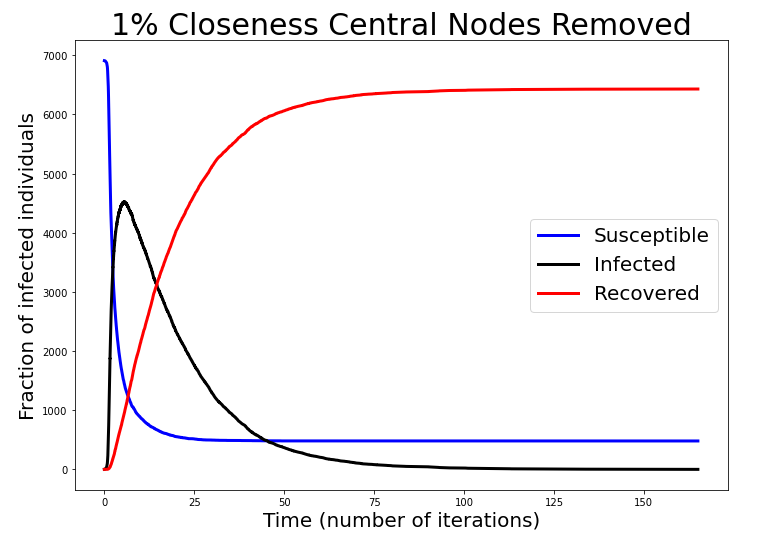 1% Closeness Central Nodes Removed
Fraction of infected individuals
7000
6000
5000
4000
3000
2000
1000
0
Susceptible
Infected
Recovered
0 25 50 75 100 125 150
Time (number of iterations)